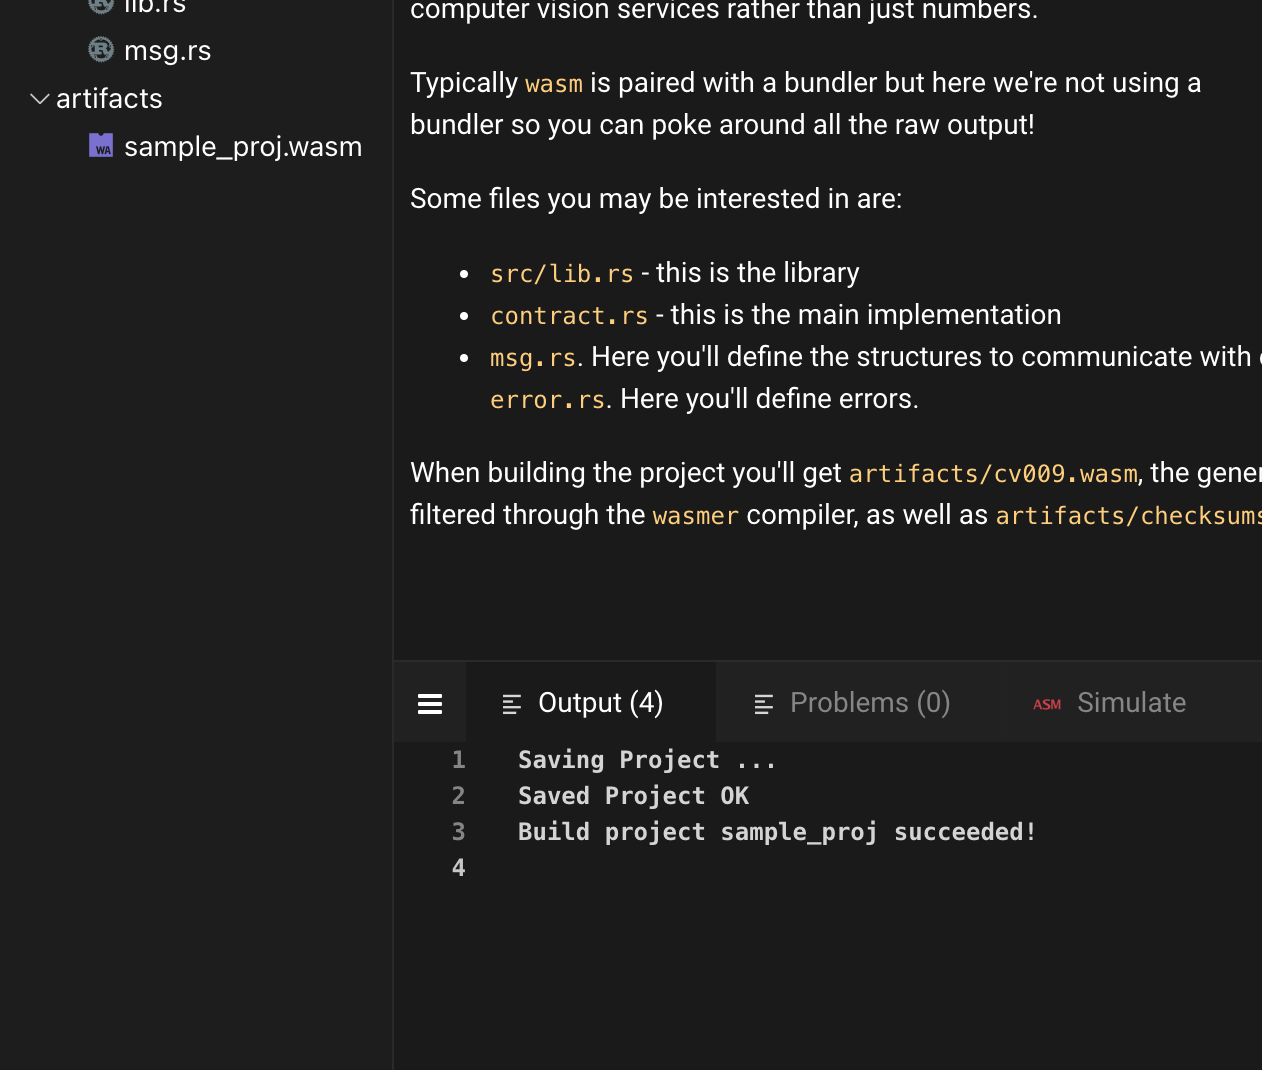 lib.rs
msg.rs
artifacts
WA
sample_proj.wasm
computer vision services rather than just numbers.
Typically wasm is paired with a bundler but here we're not using a
bundler so you can poke around all the raw output!
Some files you may be interested in are:
• src/lib.rs - this is the library
• contract.rs - this is the main implementation
• msg.rs. Here you'll define the structures to communicate with
error.rs. Here you'll define errors.
When building the project you'll get artifacts/cv009.wasm, the gener
filtered through the wasmer compiler, as well as artifacts/checksums
Output (4)
Problems (0)
ASM Simulate
1 Saving Project ...
2 Saved Project OK
3 Build project sample_proj succeeded!
4